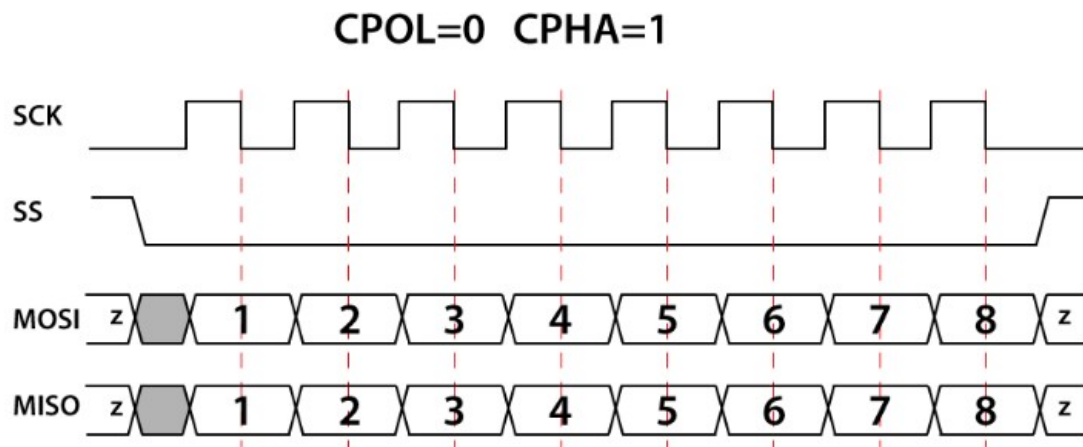 CPOL=0 CPHA=1
SCK
SS
MOSI z 1 2 3 4 5 6 7 8 z
MISO z 1 2 3 4 5 6 7 8 z